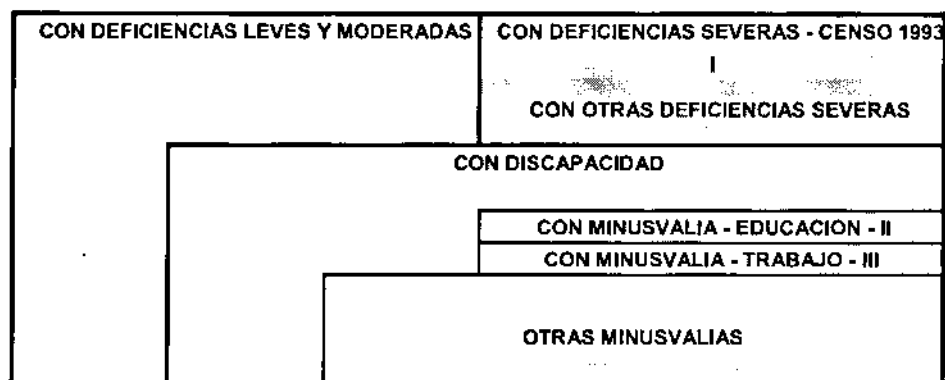 CON DEFICIENCIAS LEVES Y MODERADAS
CON DEFICIENCIAS SEVERAS - CENSO 1993
I
CON OTRAS DEFICIENCIAS SEVERAS
CON DISCAPACIDAD
CON MINUSVALIA - EDUCACION - II
CON MINUSVALIA - TRABAJO - III
OTRAS MINUSVALIAS